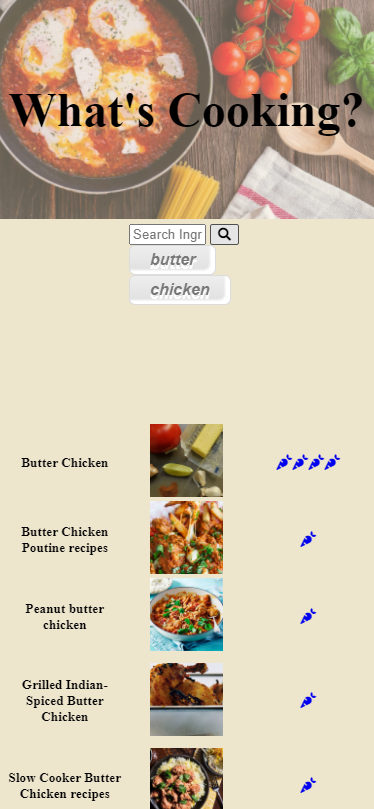 What's Cooking?
Search Ingr
butter
chicken
Butter Chicken
Butter Chicken
Poutine recipes
Peanut butter
chicken
Grilled Indian-
Spiced Butter
Chicken
Slow Cooker Butter
Chicken recipes